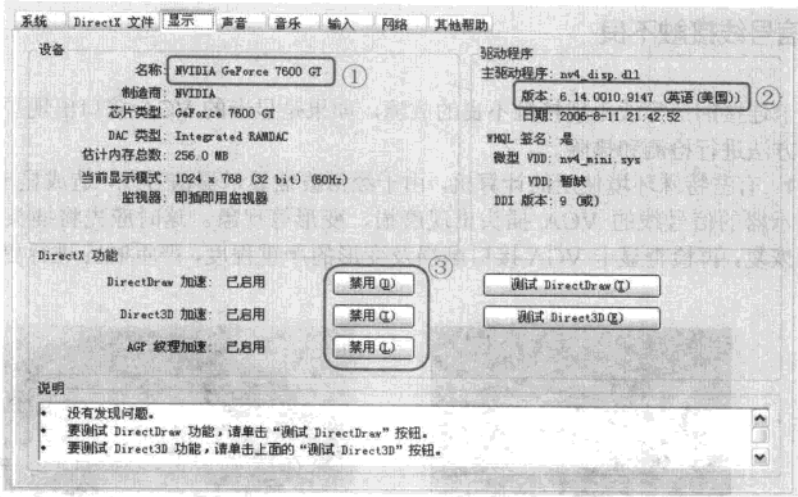 系统 DirectX 文件 显示 声音 音乐 输入 网络 其他帮助
设备
名称: NVIDIA GeForce 7600 GT ①
制造商: NVIDIA
芯片类型: GeForce 7600 GT
DAC 类型: Integrated RAMDAC
估计内存总数: 256.0 MB
当前显示模式: 1024 x 768 (32 bit) (60Hz)
监视器: 即插即用监视器
驱动程序
主驱动程序: nv4_disp.dll
版本: 6.14.0010.9147 (英语(美国)) ②
日期: 2006-8-11 21:42:52
WHQL 签名: 是
微型 VDD: nv4_mini.sys
VDD: 暂缺
DDI 版本: 9 (或)
DirectX 功能 ③
DirectDraw 加速: 已启用 禁用(D) 测试 DirectDraw(T)
Direct3D 加速: 已启用 禁用(I) 测试 Direct3D(E)
AGP 纹理加速: 已启用 禁用(L)
说明
• 没有发现问题。
• 要测试 DirectDraw 功能，请单击“测试 DirectDraw”按钮。
• 要测试 Direct3D 功能，请单击上面的“测试 Direct3D”按钮。